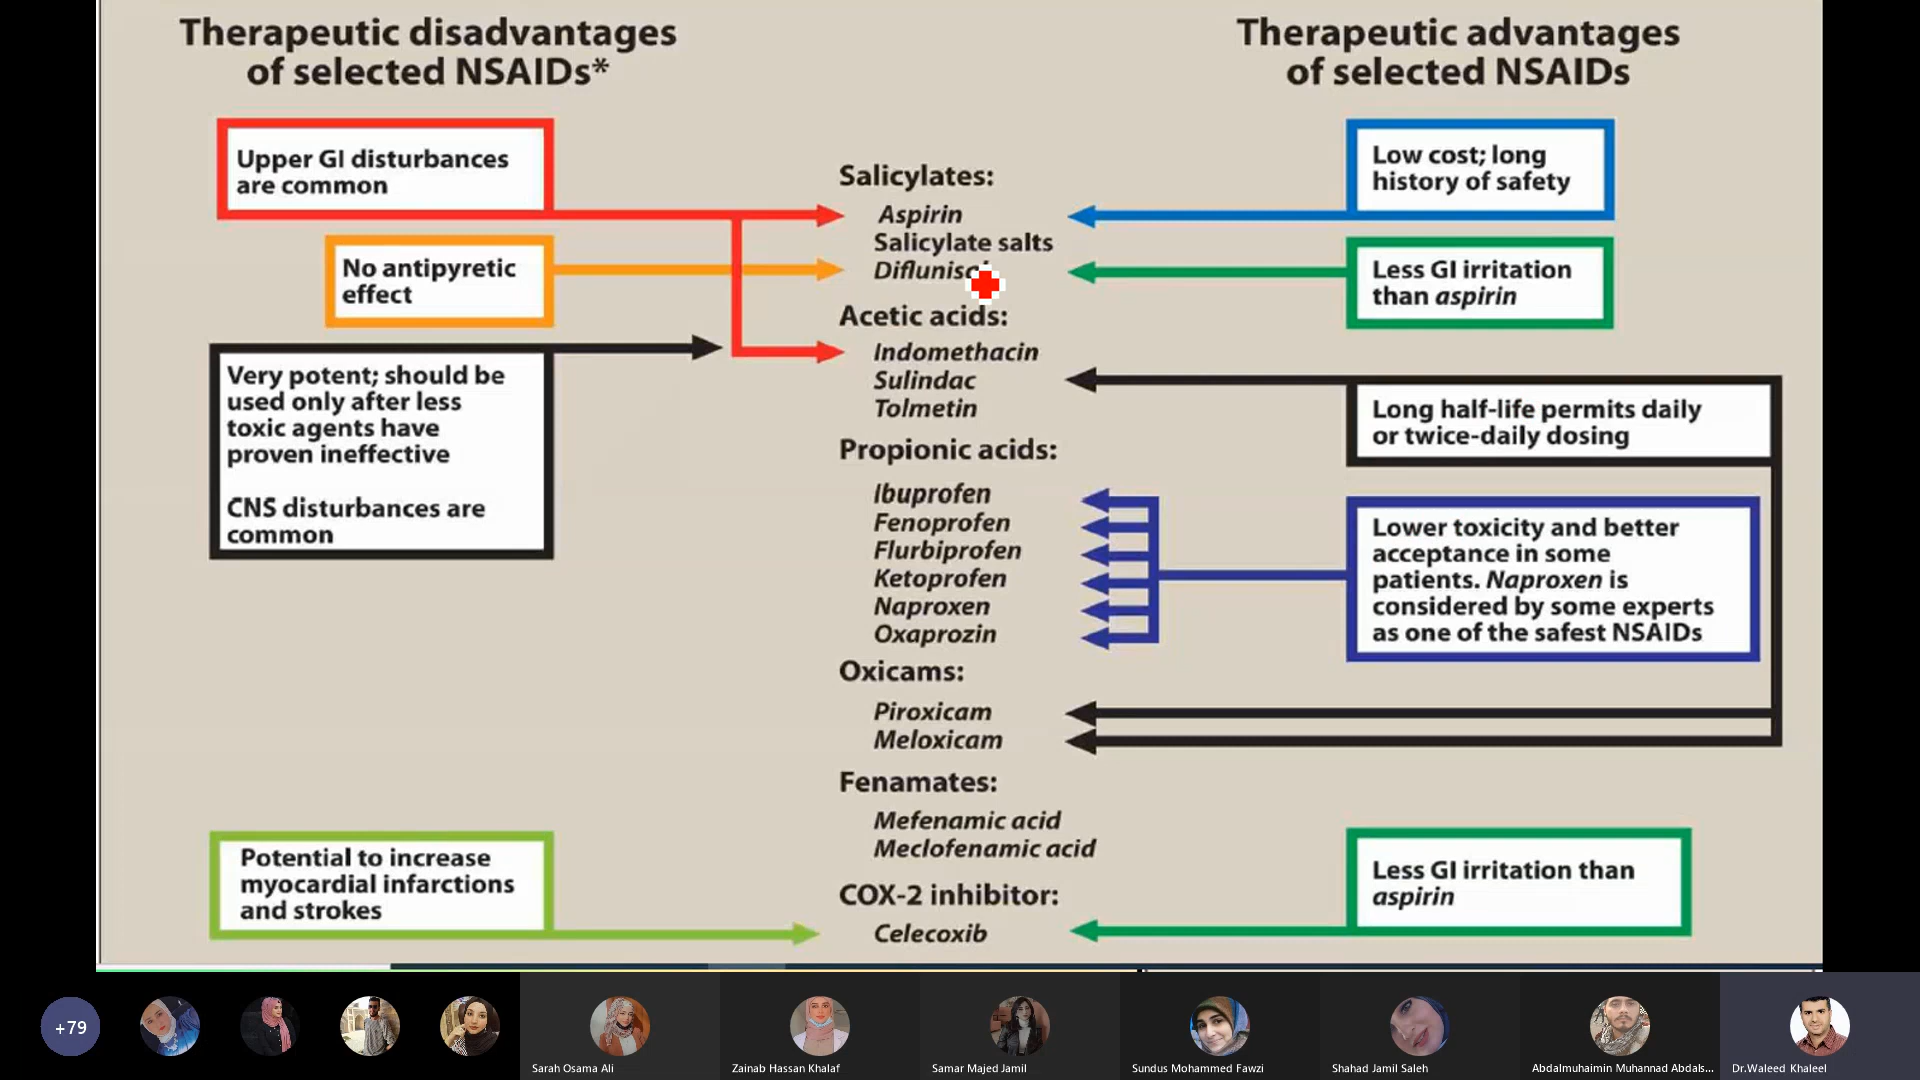 Therapeutic disadvantages
of selected NSAIDs*
Therapeutic advantages
of selected NSAIDs
Upper GI disturbances
are common
No antipyretic
effect
Very potent; should be
used only after less
toxic agents have
proven ineffective
CNS disturbances are
common
Potential to increase
myocardial infarctions
and strokes
Salicylates:
Aspirin
Salicylate salts
Acetic acids:
Indomethacin
Sulindac
Tolmetin
Propionic acids:
Ibuprofen
Fenoprofen
Flurbiprofen
Ketoprofen
Naproxen
Oxaprozin
Oxicams:
Piroxicam
Meloxicam
Fenamates:
Mefenamic acid
Meclofenamic acid
COX-2 inhibitor:
Celecoxib
Low cost; long
history of safety
Less GI irritation
than aspirin
Long half-life permits daily
or twice-daily dosing
Lower toxicity and better
acceptance in some
patients. Naproxen is
considered by some experts
as one of the safest NSAIDs
Less GI irritation than
aspirin
+79
Sarah Osama Ali
Zainab Hassan Khalaf
Samar Majed Jamil
Sundus Mohammed Fawzi
Shahad Jamil Saleh
Abdalmuhaimin Muhannad Abdals...
Dr.Waleed Khaleel